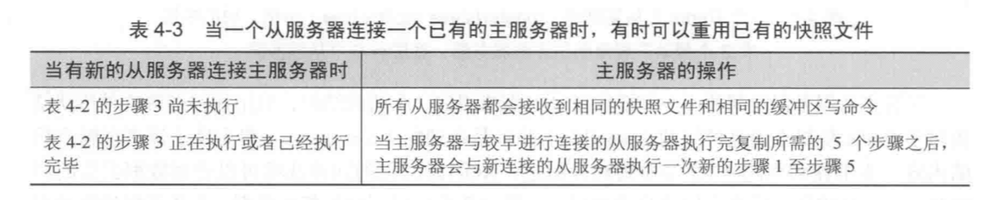 表 4-3 当一个从服务器连接一个已有的主服务器时，有时可以重用已有的快照文件
当有新的从服务器连接主服务器时 主服务器的操作
表 4-2 的步骤 3 尚未执行 所有从服务器都会接收到相同的快照文件和相同的缓冲区写命令
表 4-2 的步骤 3 正在执行或者已经执行
完毕
当主服务器与较早进行连接的从服务器执行完复制所需的 5 个步骤之后，
主服务器会与新连接的从服务器执行一次新的步骤 1 至步骤 5